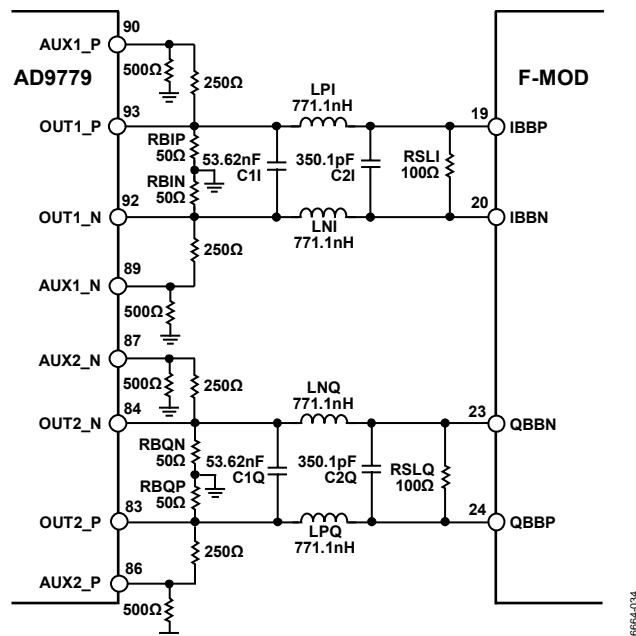 90
AUX1_P
AD9779
F-MOD
500Ω
250Ω
LPI
771.1nH
93
19
OUT1_P
IBBP
RBIP
50Ω
53.62nF
C1I
350.1pF
C2I
RSLI
100Ω
RBIN
50Ω
92
20
OUT1_N
IBBN
LNI
771.1nH
250Ω
89
AUX1_N
500Ω
87
AUX2_N
500Ω
250Ω
LNQ
771.1nH
84
23
OUT2_N
QBBN
RBQN
50Ω
53.62nF
C1Q
350.1pF
C2Q
RSLQ
100Ω
RBQP
50Ω
83
24
OUT2_P
QBBP
LPQ
771.1nH
250Ω
86
AUX2_P
500Ω
6664-034